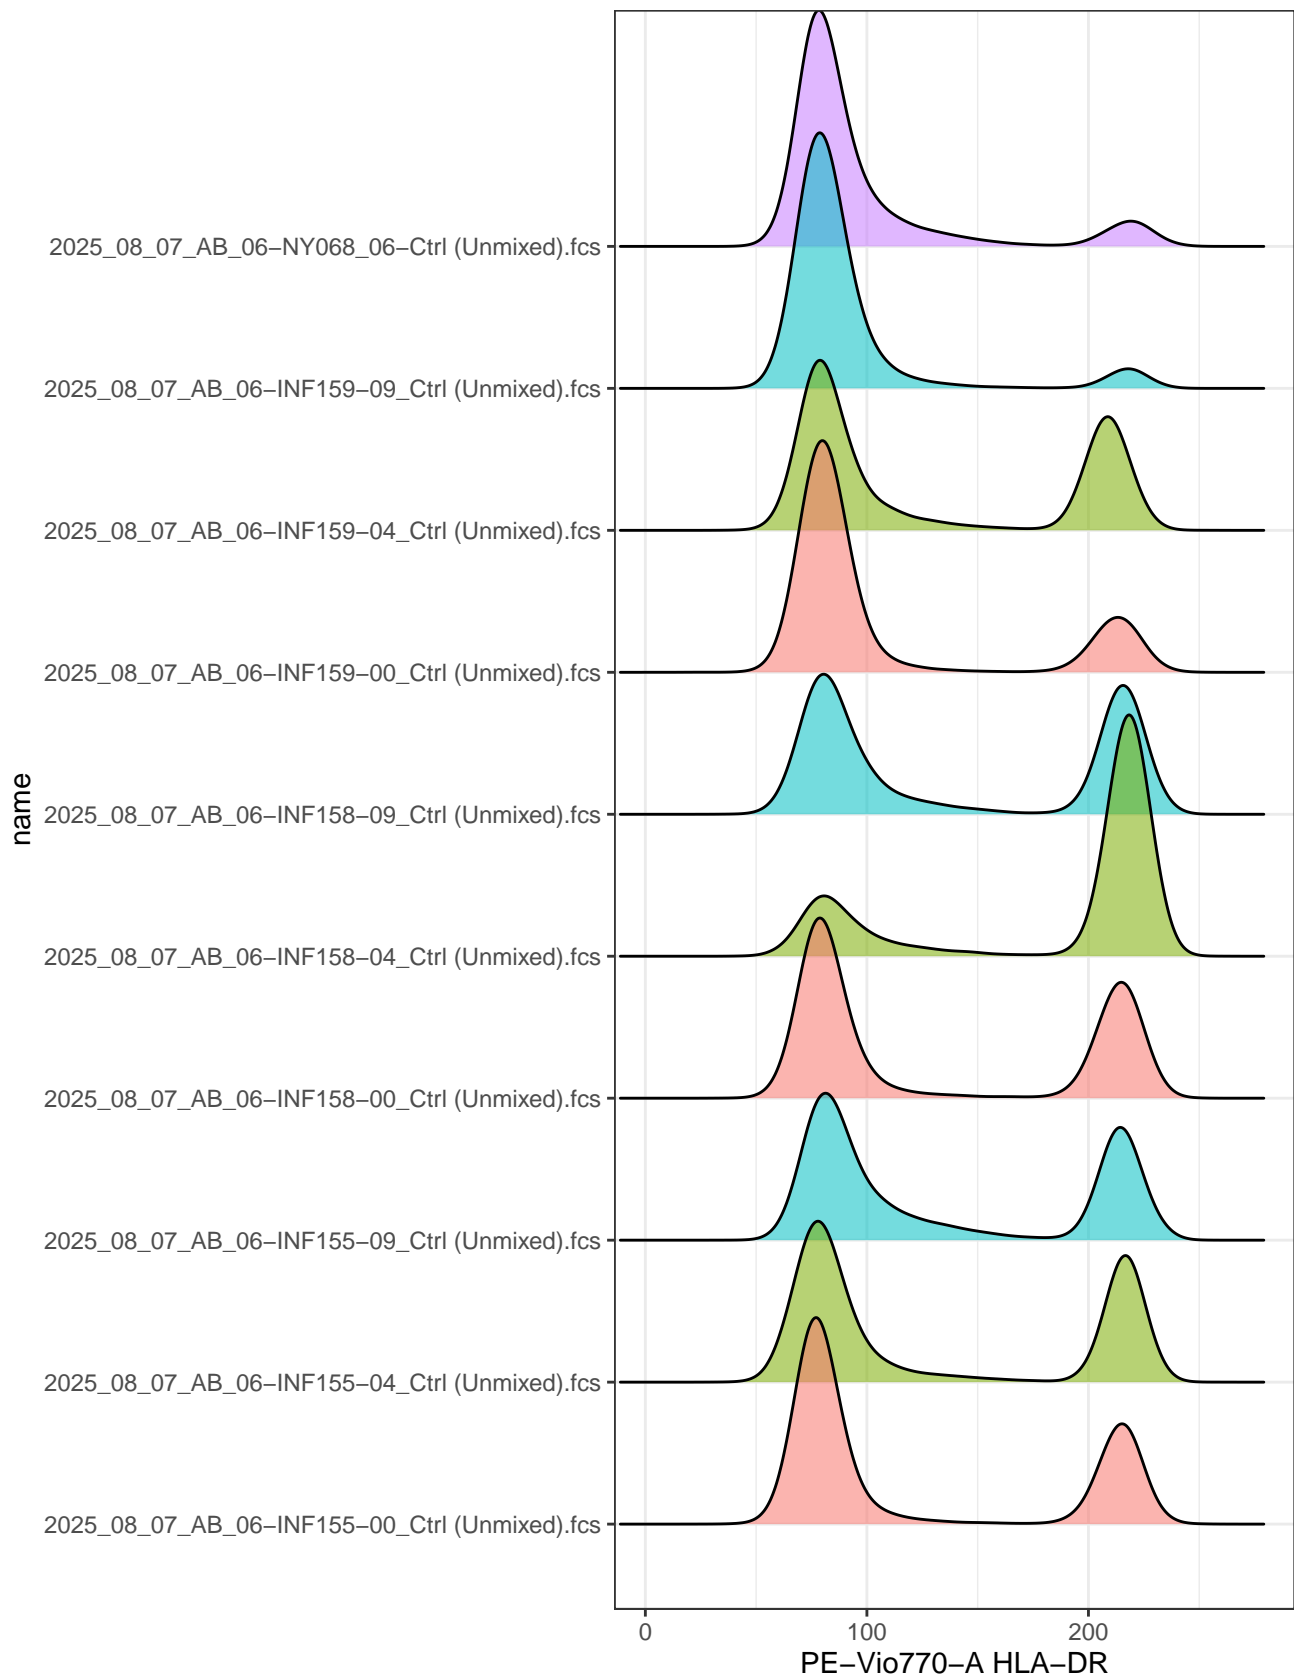 2025_08_07_AB_06−NY068_06−Ctrl (Unmixed).fcs
2025_08_07_AB_06−INF159−09_Ctrl (Unmixed).fcs
2025_08_07_AB_06−INF159−04_Ctrl (Unmixed).fcs
2025_08_07_AB_06−INF159−00_Ctrl (Unmixed).fcs
name
2025_08_07_AB_06−INF158−09_Ctrl (Unmixed).fcs
2025_08_07_AB_06−INF158−04_Ctrl (Unmixed).fcs
2025_08_07_AB_06−INF158−00_Ctrl (Unmixed).fcs
2025_08_07_AB_06−INF155−09_Ctrl (Unmixed).fcs
2025_08_07_AB_06−INF155−04_Ctrl (Unmixed).fcs
2025_08_07_AB_06−INF155−00_Ctrl (Unmixed).fcs
0 100 200
PE−Vio770−A HLA−DR